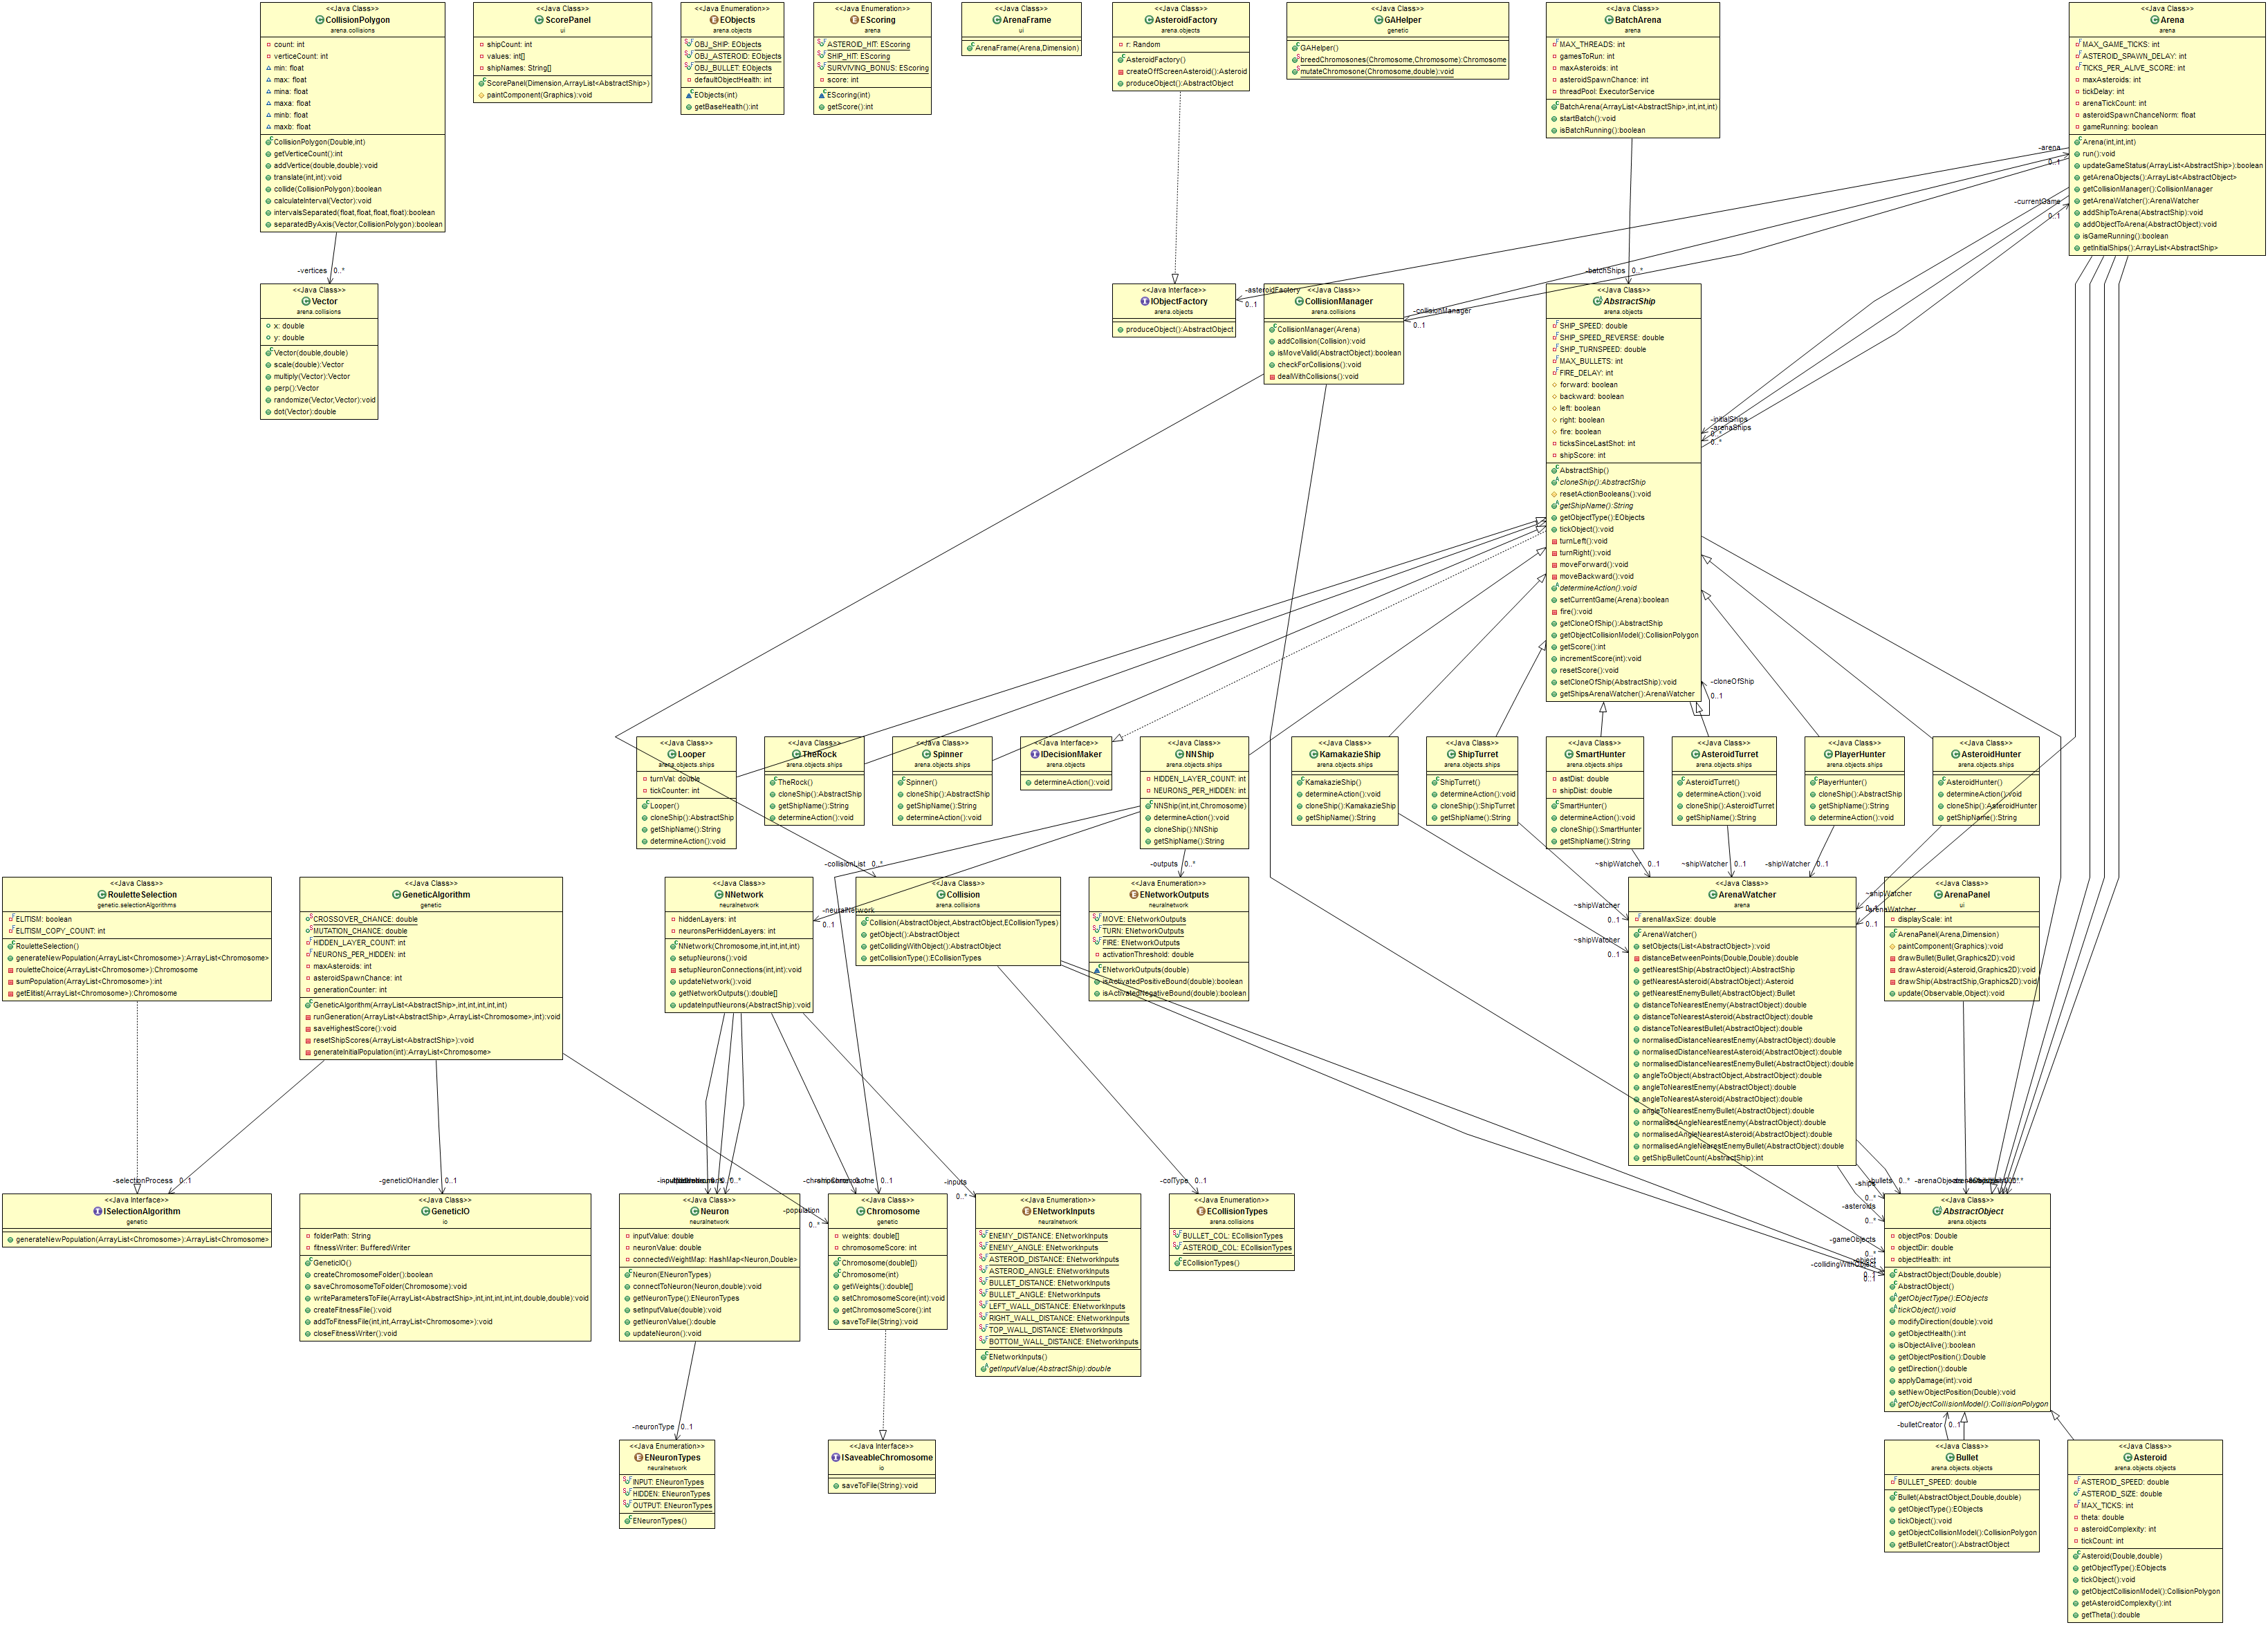 <<Java Class>>
CollisionPolygon
arena.collisions
count: int
verticeCount: int
min: float
max: float
mina: float
maxa: float
minb: float
maxb: float
CollisionPolygon(Double,int)
getVerticeCount():int
addVertice(double,double):void
translate(int,int):void
collide(CollisionPolygon):boolean
calculateInterval(Vector):void
intervalsSeparated(float,float,float,float):boolean
separatedByAxis(Vector,CollisionPolygon):boolean
<<Java Class>>
ScorePanel
ui
shipCount: int
values: int[]
shipNames: String[]
ScorePanel(Dimension,ArrayList<AbstractShip>)
paintComponent(Graphics):void
<<Java Enumeration>>
EObjects
arena.objects
OBJ_SHIP: EObjects
OBJ_ASTEROID: EObjects
OBJ_BULLET: EObjects
defaultObjectHealth: int
EObjects(int)
getBaseHealth():int
<<Java Enumeration>>
EScoring
arena
ASTEROID_HIT: EScoring
SHIP_HIT: EScoring
SURVIVING_BONUS: EScoring
score: int
EScoring(int)
getScore():int
<<Java Class>>
ArenaFrame
ui
ArenaFrame(Arena,Dimension)
<<Java Class>>
AsteroidFactory
arena.objects
r: Random
AsteroidFactory()
createOffScreenAsteroid():Asteroid
produceObject():AbstractObject
<<Java Class>>
GAHelper
genetic
GAHelper()
breedChromosones(Chromosome,Chromosome):Chromosome
mutateChromosone(Chromosome,double):void
<<Java Class>>
BatchArena
arena
MAX_THREADS: int
gamesToRun: int
maxAsteroids: int
asteroidSpawnChance: int
threadPool: ExecutorService
BatchArena(ArrayList<AbstractShip>,int,int,int)
startBatch():void
isBatchRunning():boolean
<<Java Class>>
Arena
arena
MAX_GAME_TICKS: int
ASTEROID_SPAWN_DELAY: int
TICKS_PER_ALIVE_SCORE: int
maxAsteroids: int
tickDelay: int
arenaTickCount: int
asteroidSpawnChanceNorm: float
gameRunning: boolean
Arena(int,int,int)
run():void
updateGameStatus(ArrayList<AbstractShip>):boolean
getArenaObjects():ArrayList<AbstractObject>
getCollisionManager():CollisionManager
getArenaWatcher():ArenaWatcher
addShipToArena(AbstractShip):void
addObjectToArena(AbstractObject):void
isGameRunning():boolean
getInitialShips():ArrayList<AbstractShip>
-arena
0..1
-currentGame
0..1
-vertices 0..*
-batchShips 0..*
-asteroidFactory
0..1
-collisionManager
0..1
<<Java Class>>
Vector
arena.collisions
x: double
y: double
Vector(double,double)
scale(double):Vector
multiply(Vector):Vector
perp():Vector
randomize(Vector,Vector):void
dot(Vector):double
<<Java Interface>>
IObjectFactory
arena.objects
produceObject():AbstractObject
<<Java Class>>
CollisionManager
arena.collisions
CollisionManager(Arena)
addCollision(Collision):void
isMoveValid(AbstractObject):boolean
checkForCollisions():void
dealWithCollisions():void
<<Java Class>>
AbstractShip
arena.objects
SHIP_SPEED: double
SHIP_SPEED_REVERSE: double
SHIP_TURNSPEED: double
MAX_BULLETS: int
FIRE_DELAY: int
forward: boolean
backward: boolean
left: boolean
right: boolean
fire: boolean
ticksSinceLastShot: int
shipScore: int
AbstractShip()
cloneShip():AbstractShip
resetActionBooleans():void
getShipName():String
getObjectType():EObjects
tickObject():void
turnLeft():void
turnRight():void
moveForward():void
moveBackward():void
determineAction():void
setCurrentGame(Arena):boolean
fire():void
getCloneOfShip():AbstractShip
getObjectCollisionModel():CollisionPolygon
getScore():int
incrementScore(int):void
resetScore():void
setCloneOfShip(AbstractShip):void
getShipsArenaWatcher():ArenaWatcher
-initialShips
-arenaShips
0..*
0..*
-cloneOfShip
0..1
<<Java Class>>
Looper
arena.objects.ships
turnVal: double
tickCounter: int
Looper()
cloneShip():AbstractShip
getShipName():String
determineAction():void
<<Java Class>>
TheRock
arena.objects.ships
TheRock()
cloneShip():AbstractShip
getShipName():String
determineAction():void
<<Java Class>>
Spinner
arena.objects.ships
Spinner()
cloneShip():AbstractShip
getShipName():String
determineAction():void
<<Java Interface>>
IDecisionMaker
arena.objects
determineAction():void
<<Java Class>>
NNShip
arena.objects.ships
HIDDEN_LAYER_COUNT: int
NEURONS_PER_HIDDEN: int
NNShip(int,int,Chromosome)
determineAction():void
cloneShip():NNShip
getShipName():String
<<Java Class>>
KamakazieShip
arena.objects.ships
KamakazieShip()
determineAction():void
cloneShip():KamakazieShip
getShipName():String
<<Java Class>>
ShipTurret
arena.objects.ships
ShipTurret()
determineAction():void
cloneShip():ShipTurret
getShipName():String
<<Java Class>>
SmartHunter
arena.objects.ships
astDist: double
shipDist: double
SmartHunter()
determineAction():void
cloneShip():SmartHunter
getShipName():String
<<Java Class>>
AsteroidTurret
arena.objects.ships
AsteroidTurret()
determineAction():void
cloneShip():AsteroidTurret
getShipName():String
<<Java Class>>
PlayerHunter
arena.objects.ships
PlayerHunter()
cloneShip():AbstractShip
getShipName():String
determineAction():void
<<Java Class>>
AsteroidHunter
arena.objects.ships
AsteroidHunter()
determineAction():void
cloneShip():AsteroidHunter
getShipName():String
-collisionList 0..*
-outputs 0..*
~shipWatcher 0..1
~shipWatcher 0..1
-shipWatcher 0..1
~shipWatcher
0..1
-arenaWatcher
0..1
~shipWatcher
0..1
~shipWatcher
0..1
-neuralNetwork
0..1
<<Java Class>>
RouletteSelection
genetic.selectionAlgorithms
ELITISM: boolean
ELITISM_COPY_COUNT: int
RouletteSelection()
generateNewPopulation(ArrayList<Chromosome>):ArrayList<Chromosome>
rouletteChoice(ArrayList<Chromosome>):Chromosome
sumPopulation(ArrayList<Chromosome>):int
getElitist(ArrayList<Chromosome>):Chromosome
<<Java Class>>
GeneticAlgorithm
genetic
CROSSOVER_CHANCE: double
MUTATION_CHANCE: double
HIDDEN_LAYER_COUNT: int
NEURONS_PER_HIDDEN: int
maxAsteroids: int
asteroidSpawnChance: int
generationCounter: int
GeneticAlgorithm(ArrayList<AbstractShip>,int,int,int,int,int)
runGeneration(ArrayList<AbstractShip>,ArrayList<Chromosome>,int):void
saveHighestScore():void
resetShipScores(ArrayList<AbstractShip>):void
generateInitialPopulation(int):ArrayList<Chromosome>
<<Java Class>>
NNetwork
neuralnetwork
hiddenLayers: int
neuronsPerHiddenLayers: int
NNetwork(Chromosome,int,int,int,int)
setupNeurons():void
setupNeuronConnections(int,int):void
updateNetwork():void
getNetworkOutputs():double[]
updateInputNeurons(AbstractShip):void
<<Java Class>>
Collision
arena.collisions
Collision(AbstractObject,AbstractObject,ECollisionTypes)
getObject():AbstractObject
getCollidingWithObject():AbstractObject
getCollisionType():ECollisionTypes
<<Java Enumeration>>
ENetworkOutputs
neuralnetwork
MOVE: ENetworkOutputs
TURN: ENetworkOutputs
FIRE: ENetworkOutputs
activationThreshold: double
ENetworkOutputs(double)
isActivatedPositiveBound(double):boolean
isActivatedNegativeBound(double):boolean
<<Java Class>>
ArenaWatcher
arena
arenaMaxSize: double
ArenaWatcher()
setObjects(List<AbstractObject>):void
distanceBetweenPoints(Double,Double):double
getNearestShip(AbstractObject):AbstractShip
getNearestAsteroid(AbstractObject):Asteroid
getNearestEnemyBullet(AbstractObject):Bullet
distanceToNearestEnemy(AbstractObject):double
distanceToNearestAsteroid(AbstractObject):double
distanceToNearestBullet(AbstractObject):double
normalisedDistanceNearestEnemy(AbstractObject):double
normalisedDistanceNearestAsteroid(AbstractObject):double
normalisedDistanceNearestEnemyBullet(AbstractObject):double
angleToObject(AbstractObject,AbstractObject):double
angleToNearestEnemy(AbstractObject):double
angleToNearestAsteroid(AbstractObject):double
angleToNearestEnemyBullet(AbstractObject):double
normalisedAngleNearestEnemy(AbstractObject):double
normalisedAngleNearestAsteroid(AbstractObject):double
normalisedAngleNearestEnemyBullet(AbstractObject):double
getShipBulletCount(AbstractShip):int
<<Java Class>>
ArenaPanel
ui
displayScale: int
ArenaPanel(Arena,Dimension)
paintComponent(Graphics):void
drawBullet(Bullet,Graphics2D):void
drawAsteroid(Asteroid,Graphics2D):void
drawShip(AbstractShip,Graphics2D):void
update(Observable,Object):void
-selectionProcess 0..1
-geneticIOHandler 0..1
-population
0..*
0..1
-inputs
0..*
-colType 0..1
-bullets 0..*
-ships
0..*
-asteroids
0..*
-gameObjects
0..*
-object
-collidingWithObject
0..1
<<Java Interface>>
ISelectionAlgorithm
genetic
generateNewPopulation(ArrayList<Chromosome>):ArrayList<Chromosome>
<<Java Class>>
GeneticIO
io
folderPath: String
fitnessWriter: BufferedWriter
GeneticIO()
createChromosomeFolder():boolean
saveChromosomeToFolder(Chromosome):void
writeParametersToFile(ArrayList<AbstractShip>,int,int,int,int,int,double,double):void
createFitnessFile():void
addToFitnessFile(int,int,ArrayList<Chromosome>):void
closeFitnessWriter():void
<<Java Class>>
Neuron
neuralnetwork
inputValue: double
neuronValue: double
connectedWeightMap: HashMap<Neuron,Double>
Neuron(ENeuronTypes)
connectToNeuron(Neuron,double):void
getNeuronType():ENeuronTypes
setInputValue(double):void
getNeuronValue():double
updateNeuron():void
<<Java Class>>
Chromosome
genetic
weights: double[]
chromosomeScore: int
Chromosome(double[])
Chromosome(int)
getWeights():double[]
setChromosomeScore(int):void
getChromosomeScore():int
saveToFile(String):void
<<Java Enumeration>>
ENetworkInputs
neuralnetwork
ENEMY_DISTANCE: ENetworkInputs
ENEMY_ANGLE: ENetworkInputs
ASTEROID_DISTANCE: ENetworkInputs
ASTEROID_ANGLE: ENetworkInputs
BULLET_DISTANCE: ENetworkInputs
BULLET_ANGLE: ENetworkInputs
LEFT_WALL_DISTANCE: ENetworkInputs
RIGHT_WALL_DISTANCE: ENetworkInputs
TOP_WALL_DISTANCE: ENetworkInputs
BOTTOM_WALL_DISTANCE: ENetworkInputs
ENetworkInputs()
getInputValue(AbstractShip):double
<<Java Enumeration>>
ECollisionTypes
arena.collisions
BULLET_COL: ECollisionTypes
ASTEROID_COL: ECollisionTypes
ECollisionTypes()
<<Java Class>>
AbstractObject
arena.objects
objectPos: Double
objectDir: double
objectHealth: int
AbstractObject(Double,double)
AbstractObject()
getObjectType():EObjects
tickObject():void
modifyDirection(double):void
getObjectHealth():int
isObjectAlive():boolean
getObjectPosition():Double
getDirection():double
applyDamage(int):void
setNewObjectPosition(Double):void
getObjectCollisionModel():CollisionPolygon
-neuronType 0..1
-bulletCreator 0..1
<<Java Enumeration>>
ENeuronTypes
neuralnetwork
INPUT: ENeuronTypes
HIDDEN: ENeuronTypes
OUTPUT: ENeuronTypes
ENeuronTypes()
<<Java Interface>>
ISaveableChromosome
io
saveToFile(String):void
<<Java Class>>
Bullet
arena.objects.objects
BULLET_SPEED: double
Bullet(AbstractObject,Double,double)
getObjectType():EObjects
tickObject():void
getObjectCollisionModel():CollisionPolygon
getBulletCreator():AbstractObject
<<Java Class>>
Asteroid
arena.objects.objects
ASTEROID_SPEED: double
ASTEROID_SIZE: double
MAX_TICKS: int
theta: double
asteroidComplexity: int
tickCount: int
Asteroid(Double,double)
getObjectType():EObjects
tickObject():void
getObjectCollisionModel():CollisionPolygon
getAsteroidComplexity():int
getTheta():double